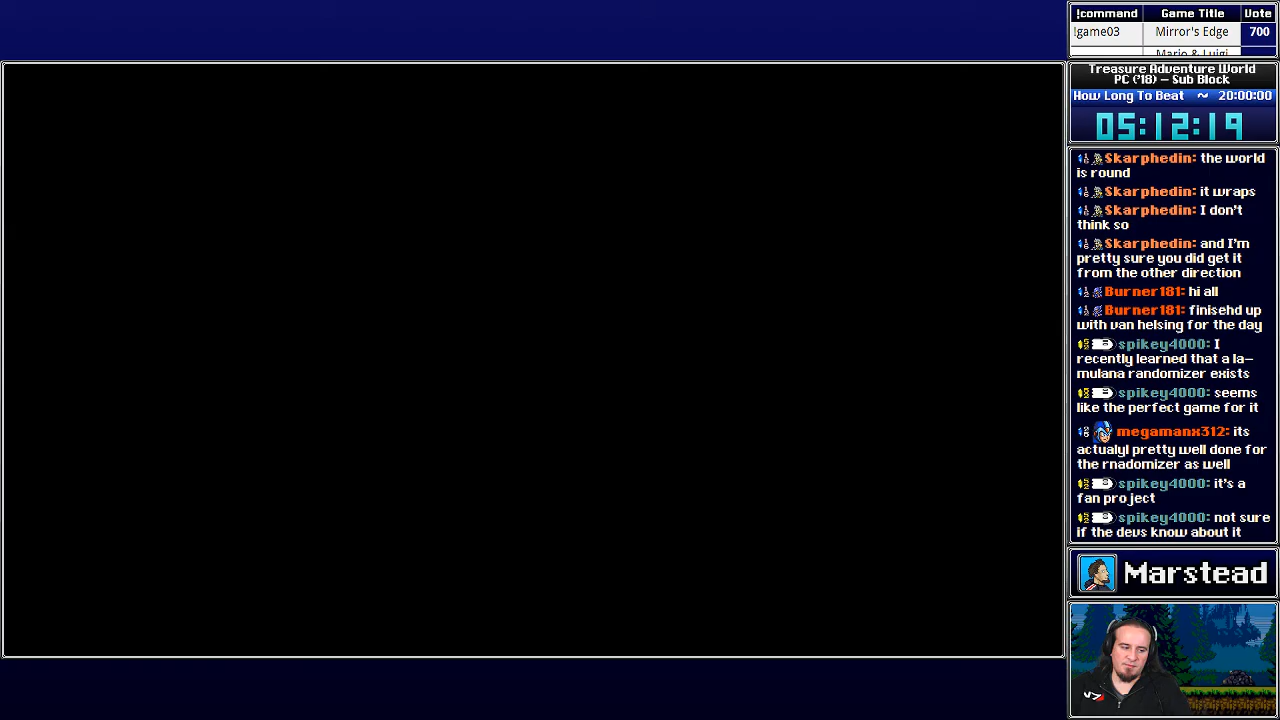 !command Game Title Vote
!game03 Mirror's Edge 700
Mario & Luigi
Treasure Adventure World
PC ('18) – Sub Block
How Long To Beat ~ 20:00:00
05:12:19
Skarphedin: the world
is round
Skarphedin: it wraps
Skarphedin: I don't
think so
Skarphedin: and I'm
pretty sure you did get it
from the other direction
Burner181: hi all
Burner181: finisehd up
with van helsing for the day
spikey4000: I
recently learned that a la-
mulana randomizer exists
spikey4000: seems
like the perfect game for it
megamanx312: its
actualyl pretty well done for
the rnadomizer as well
spikey4000: it's a
fan project
spikey4000: not sure
if the devs know about it
Marstead